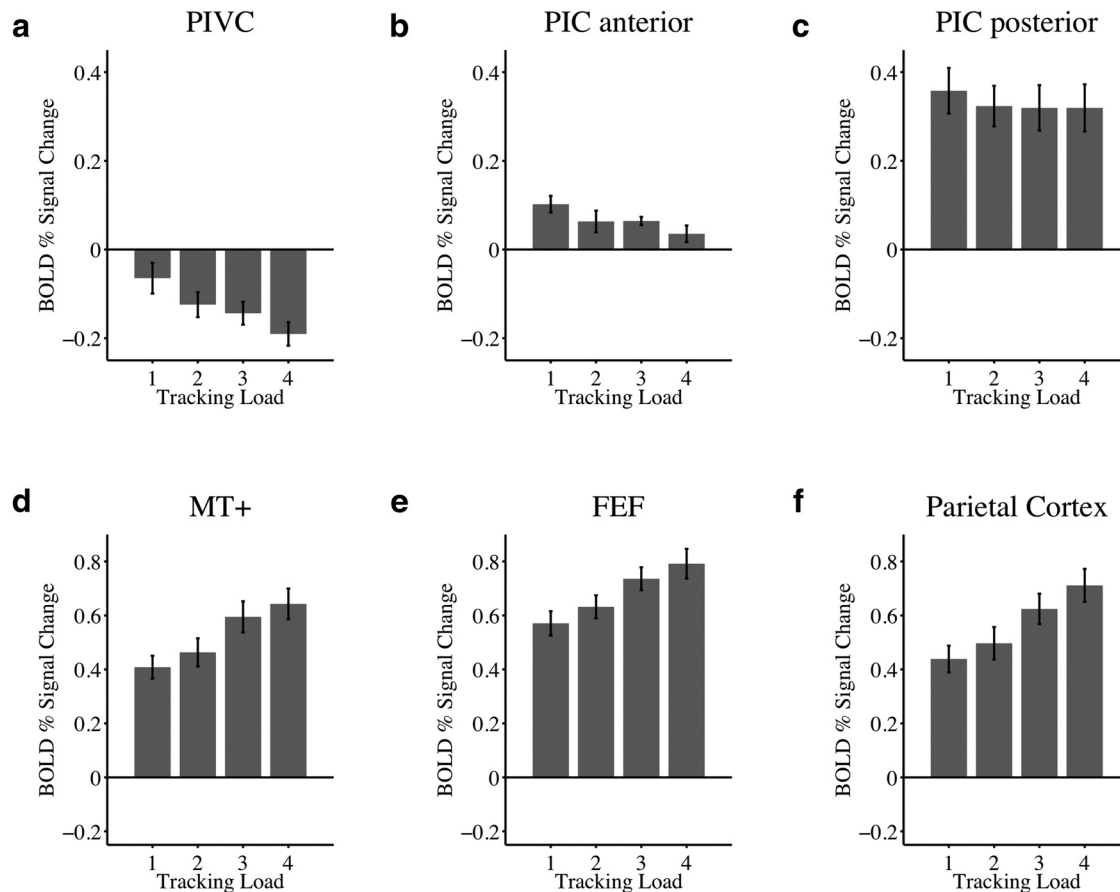 a PIVC
BOLD % Signal Change
0.4
0.2
0
−0.2
1 2 3 4
Tracking Load
b PIC anterior
BOLD % Signal Change
0.4
0.2
0
−0.2
1 2 3 4
Tracking Load
c PIC posterior
BOLD % Signal Change
0.4
0.2
0
−0.2
1 2 3 4
Tracking Load
d MT+
BOLD % Signal Change
0.8
0.6
0.4
0.2
0
−0.2
1 2 3 4
Tracking Load
e FEF
BOLD % Signal Change
0.8
0.6
0.4
0.2
0
−0.2
1 2 3 4
Tracking Load
f Parietal Cortex
BOLD % Signal Change
0.8
0.6
0.4
0.2
0
−0.2
1 2 3 4
Tracking Load